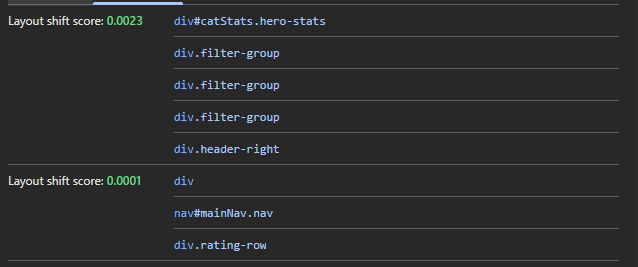 Layout shift score: 0.0023 div#catStats.hero-stats
div.filter-group
div.filter-group
div.filter-group
div.header-right
Layout shift score: 0.0001 div
nav#mainNav.nav
div.rating-row